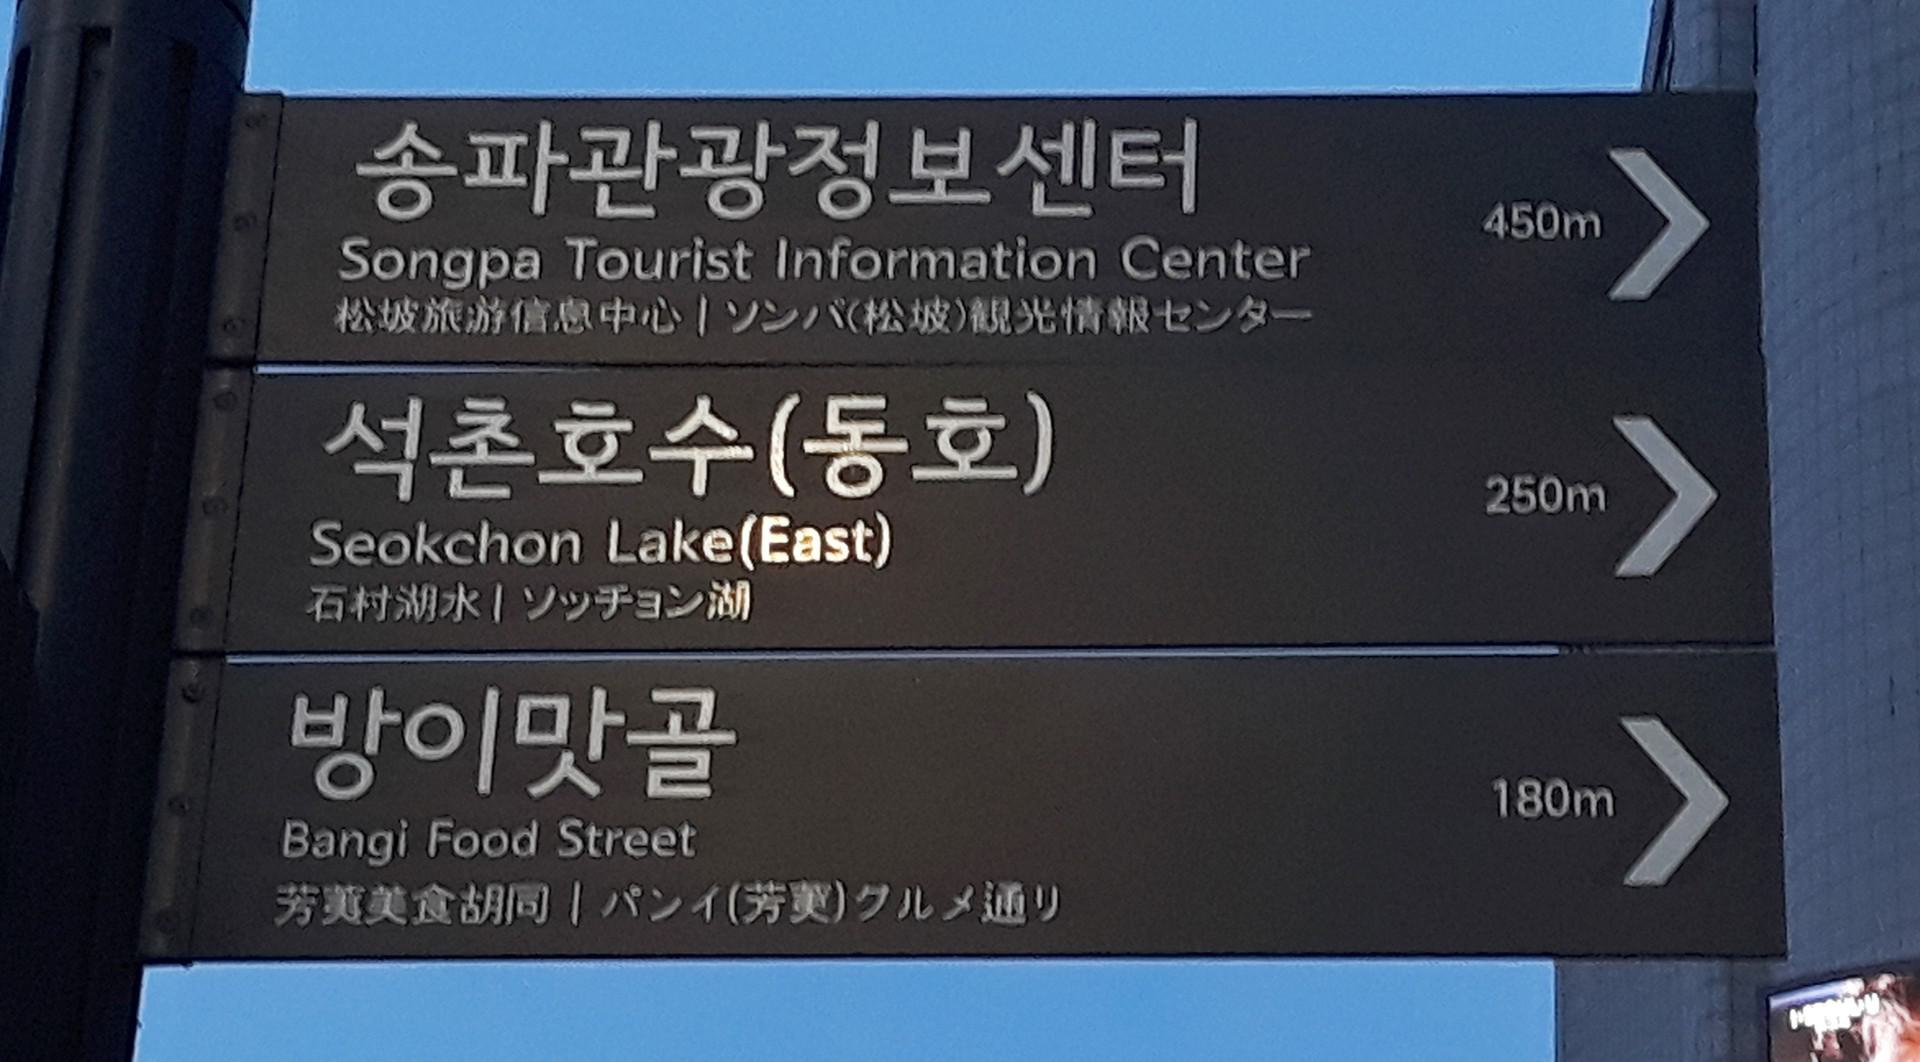 송파관광정보센터
450m
Songpa Tourist Information Center
松坡旅游信息中心 | ソンパ(松坡)観光情報センター
석촌호수(동호)
250m
Seokchon Lake(East)
石村湖水 | ソッチョン湖
방이맛골
180m
Bangi Food Street
芳荑美食胡同 | パンイ(芳荑)グルメ通り